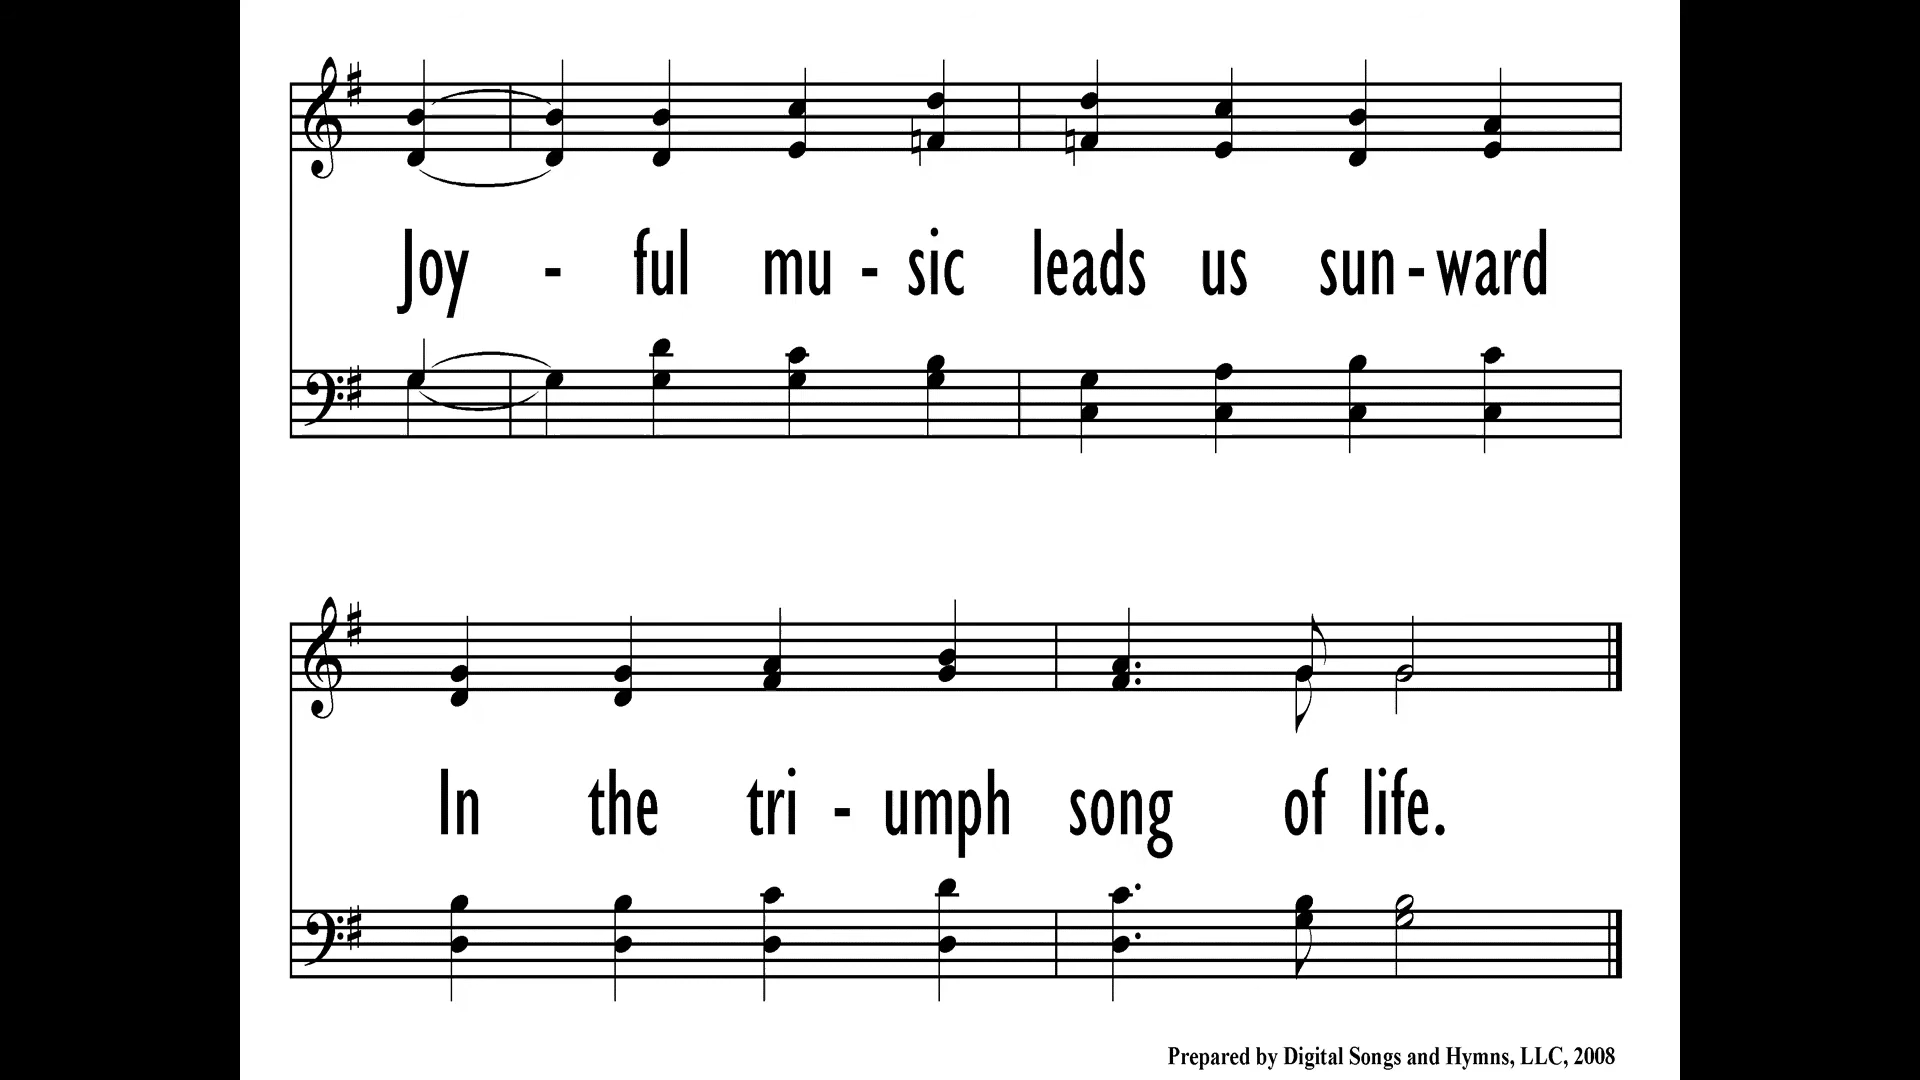 Joy - ful mu - sic leads us sun - ward
In the tri - umph song of life.
Prepared by Digital Songs and Hymns, LLC, 2008